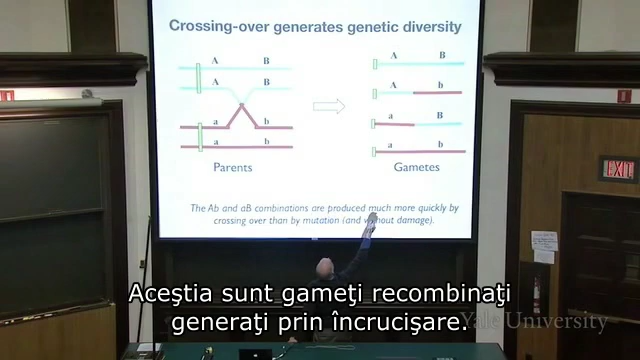 Crossing-over generates genetic diversity
A B
A B
a b
a b
Parents
A B
A b
a B
a b
Gametes
The Ab and aB combinations are produced much more quickly by
crossing over than by mutation (and without damage).
EXIT
Aceştia sunt gameţi recombinaţi
generaţi prin încrucişare.
Yale University